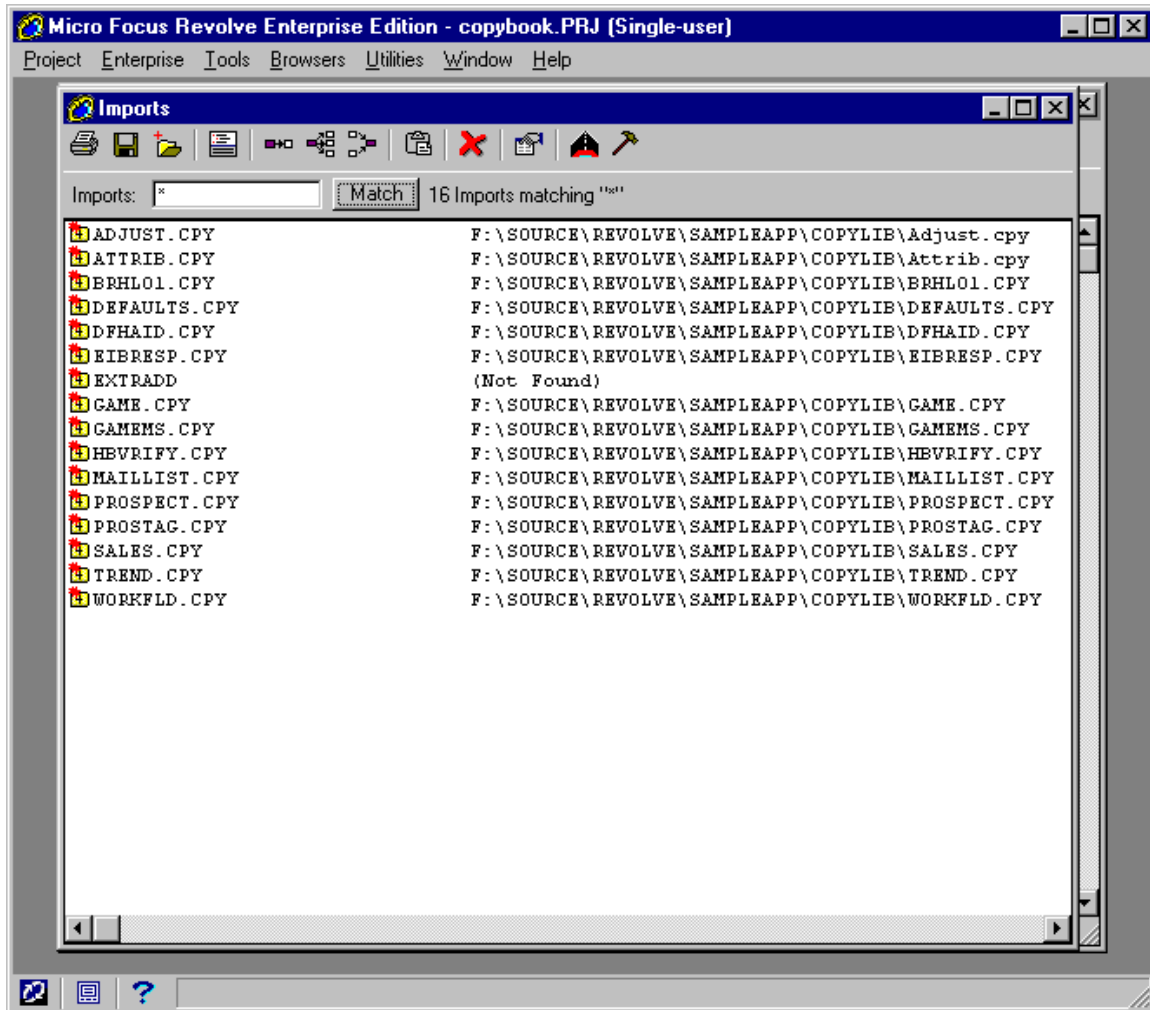 Micro Focus Revolve Enterprise Edition - copybook.PRJ (Single-user)
Project Enterprise Tools Browsers Utilities Window Help
Imports
Imports: * Match 16 Imports matching "*"
ADJUST.CPY F:\SOURCE\REVOLVE\SAMPLEAPP\COPYLIB\Adjust.cpy
ATTRIB.CPY F:\SOURCE\REVOLVE\SAMPLEAPP\COPYLIB\Attrib.cpy
BRHL01.CPY F:\SOURCE\REVOLVE\SAMPLEAPP\COPYLIB\BRHL01.CPY
DEFAULTS.CPY F:\SOURCE\REVOLVE\SAMPLEAPP\COPYLIB\DEFAULTS.CPY
DFHAID.CPY F:\SOURCE\REVOLVE\SAMPLEAPP\COPYLIB\DFHAID.CPY
EIBRESP.CPY F:\SOURCE\REVOLVE\SAMPLEAPP\COPYLIB\EIBRESP.CPY
EXTRADD (Not Found)
GAME.CPY F:\SOURCE\REVOLVE\SAMPLEAPP\COPYLIB\GAME.CPY
GAMEMS.CPY F:\SOURCE\REVOLVE\SAMPLEAPP\COPYLIB\GAMEMS.CPY
HBVRIFY.CPY F:\SOURCE\REVOLVE\SAMPLEAPP\COPYLIB\HBVRIFY.CPY
MAILLIST.CPY F:\SOURCE\REVOLVE\SAMPLEAPP\COPYLIB\MAILLIST.CPY
PROSPECT.CPY F:\SOURCE\REVOLVE\SAMPLEAPP\COPYLIB\PROSPECT.CPY
PROSTAG.CPY F:\SOURCE\REVOLVE\SAMPLEAPP\COPYLIB\PROSTAG.CPY
SALES.CPY F:\SOURCE\REVOLVE\SAMPLEAPP\COPYLIB\SALES.CPY
TREND.CPY F:\SOURCE\REVOLVE\SAMPLEAPP\COPYLIB\TREND.CPY
WORKFLD.CPY F:\SOURCE\REVOLVE\SAMPLEAPP\COPYLIB\WORKFLD.CPY